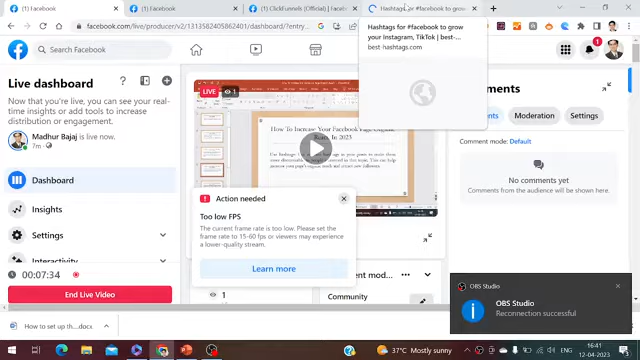 Facebook
Facebook
ClickFunnels (Official) | Facebook
Hashtags for #facebook to grow
live/producer/v2/1313582405862801/dashboard/?entry_
Hashtags for #facebook to grow
your Instagram, TikTok | best-...
best-hashtags.com
Search Facebook
Live dashboard
Now that you're live, you can see your real-
time insights or add tools to increase
distribution or engagement.
Madhur Bajaj is live now.
7m
Dashboard
Insights
Settings
Interactivity
00:07:34
End Live Video
LIVE
1
How To Increase Your Facebook Page Organic
Reach In 2023
Action needed
Too low FPS
The current frame rate is too low. Please set the
frame rate to 15-60 fps or viewers may experience
a lower-quality stream.
Learn more
1
Community
Settings
Comment mode: Default
No comments yet
Comments from the audience will be shown here.
OBS Studio
OBS Studio
Reconnection successful
How to set up th....docx
37°C Mostly sunny
ENG
16:41
12-04-2023